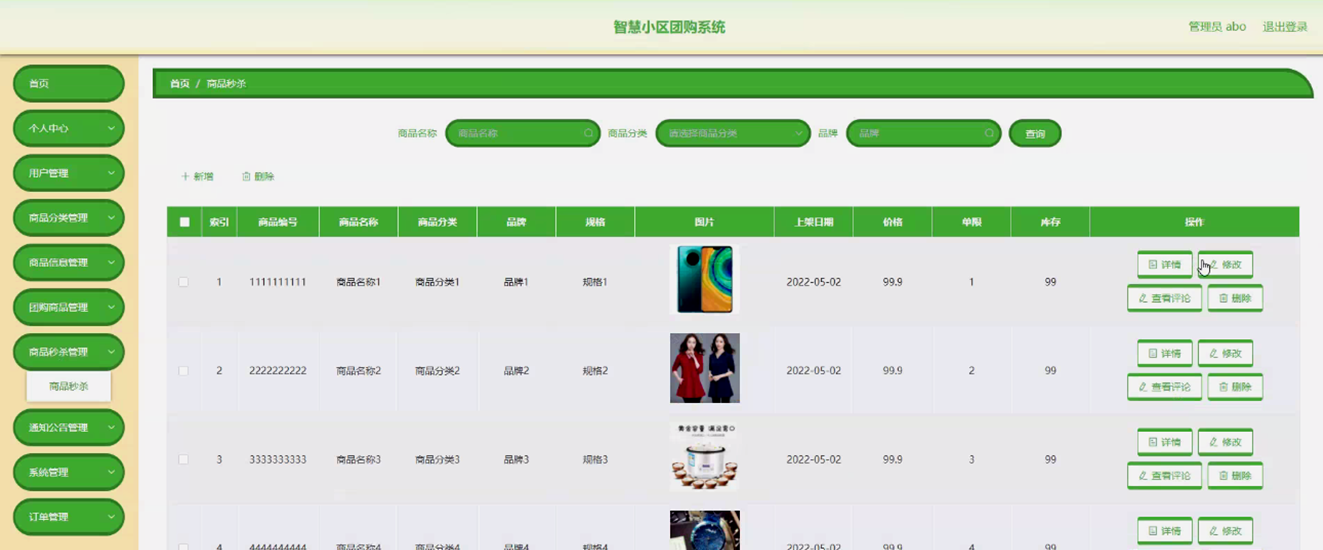 智慧小区团购系统
管理员 abo 退出登录
首页
个人中心
用户管理
商品分类管理
商品信息管理
团购商品管理
商品秒杀管理
商品秒杀
通知公告管理
系统管理
订单管理
首页 / 商品秒杀
商品名称 商品名称 商品分类 请选择商品分类 品牌 品牌 查询
新增 删除
索引 商品编号 商品名称 商品分类 品牌 规格 图片 上架日期 价格 单限 库存 操作
1 1111111111 商品名称1 商品分类1 品牌1 规格1 2022-05-02 99.9 1 99 详情 修改
查看评论 删除
2 2222222222 商品名称2 商品分类2 品牌2 规格2 2022-05-02 99.9 2 99 详情 修改
查看评论 删除
3 3333333333 商品名称3 商品分类3 品牌3 规格3 2022-05-02 99.9 3 99 详情 修改
查看评论 删除
4 4444444444 商品名称4 商品分类4 品牌4 规格4 2022-05-02 99.9 4 99 详情 修改